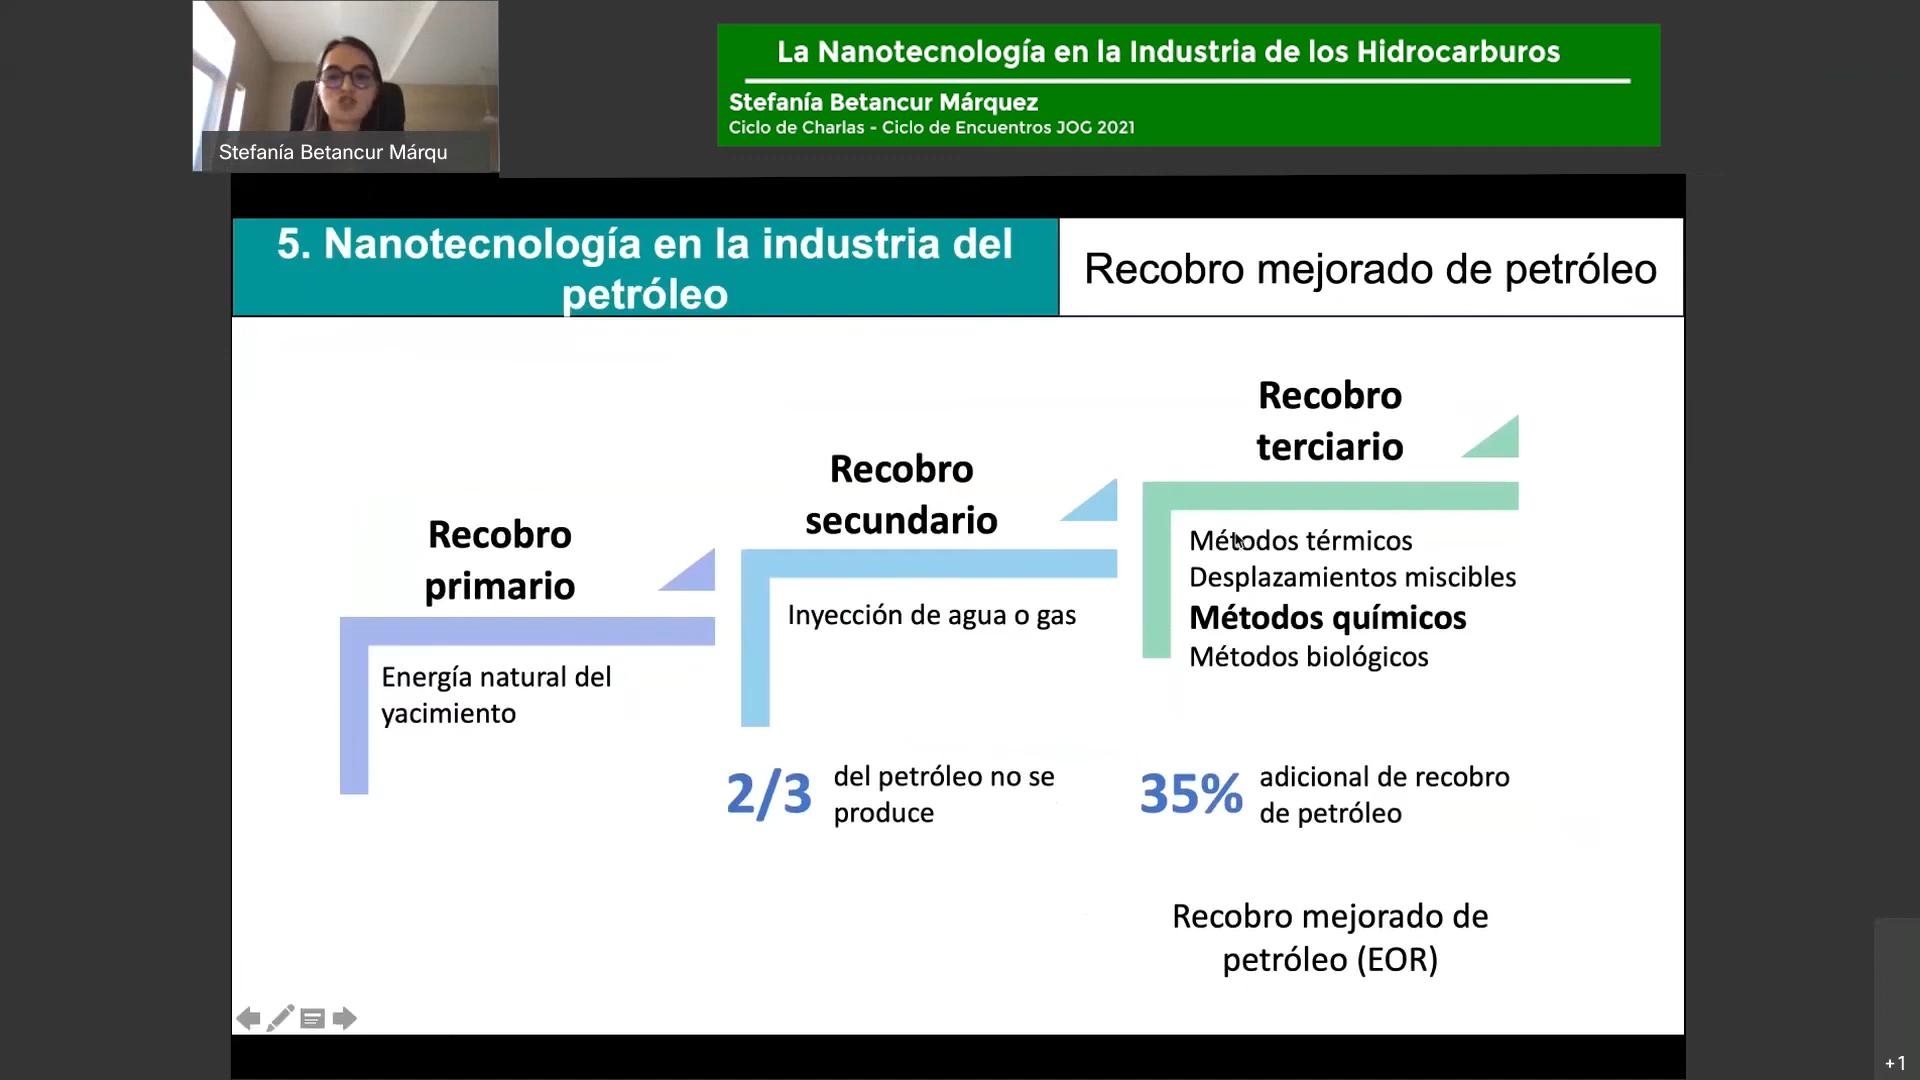 La Nanotecnología en la Industria de los Hidrocarburos
Stefanía Betancur Márquez
Ciclo de Charlas - Ciclo de Encuentros JOG 2021
Stefanía Betancur Márqu
5. Nanotecnología en la industria del
petróleo
Recobro mejorado de petróleo
Recobro
primario
Energía natural del
yacimiento
Recobro
secundario
Inyección de agua o gas
2/3
del petróleo no se
produce
Recobro
terciario
Métodos térmicos
Desplazamientos miscibles
Métodos químicos
Métodos biológicos
35%
adicional de recobro
de petróleo
Recobro mejorado de
petróleo (EOR)
+1